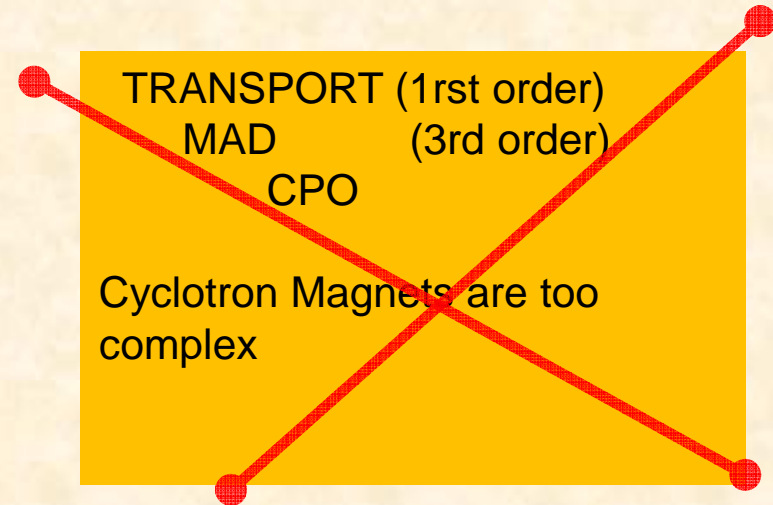 TRANSPORT (1rst order)
MAD (3rd order)
CPO
Cyclotron Magnets are too
complex